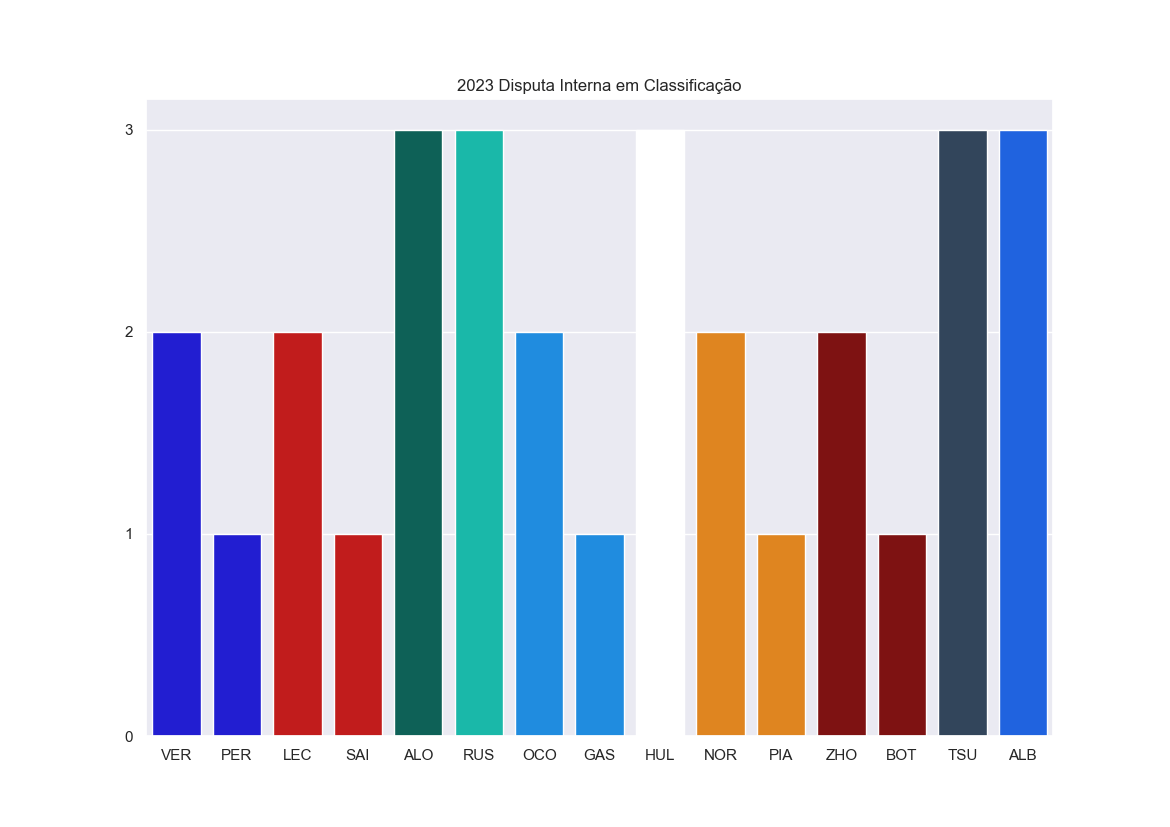 2023 Disputa Interna em Classificação
3
2
1
0
VER PER LEC SAI ALO RUS OCO GAS HUL NOR PIA ZHO BOT TSU ALB